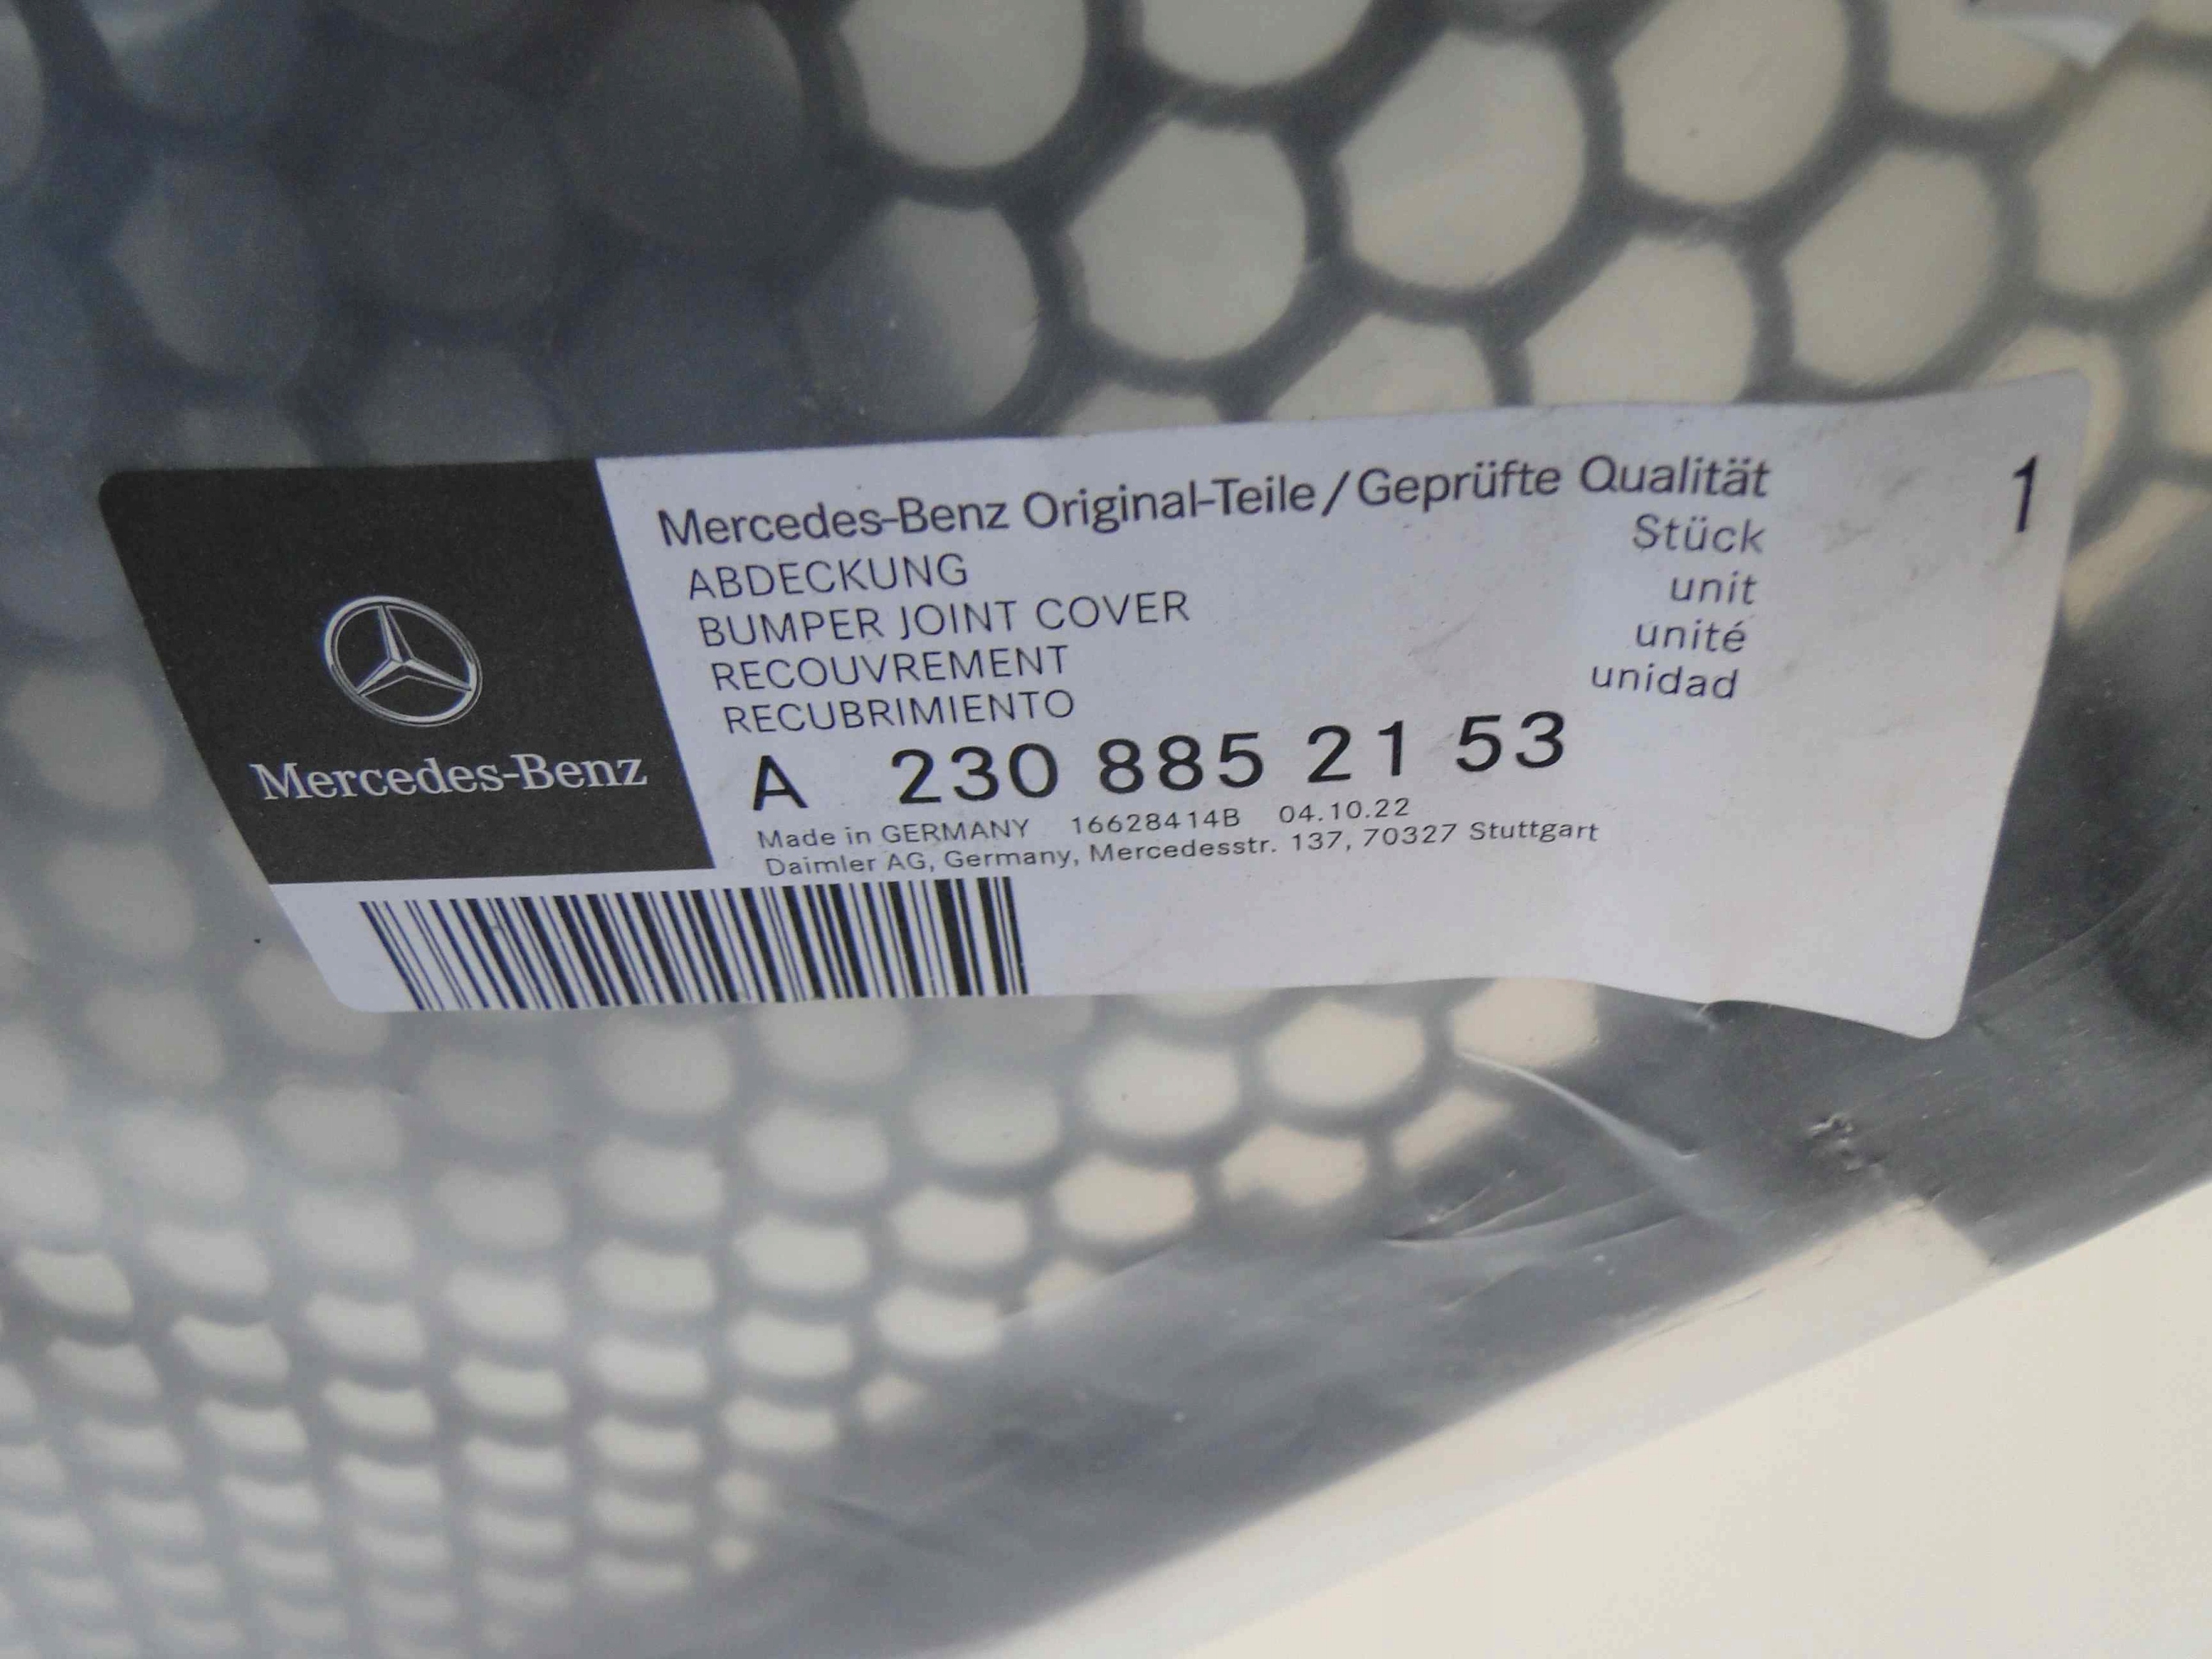 Mercedes-Benz
Mercedes-Benz Original-Teile/Geprüfte Qualität
1
ABDECKUNG
Stück
BUMPER JOINT COVER
unit
RECOUVREMENT
unité
RECUBRIMIENTO
unidad
A 230 885 21 53
Made in GERMANY 16628414B 04.10.22
Daimler AG, Germany, Mercedesstr. 137, 70327 Stuttgart